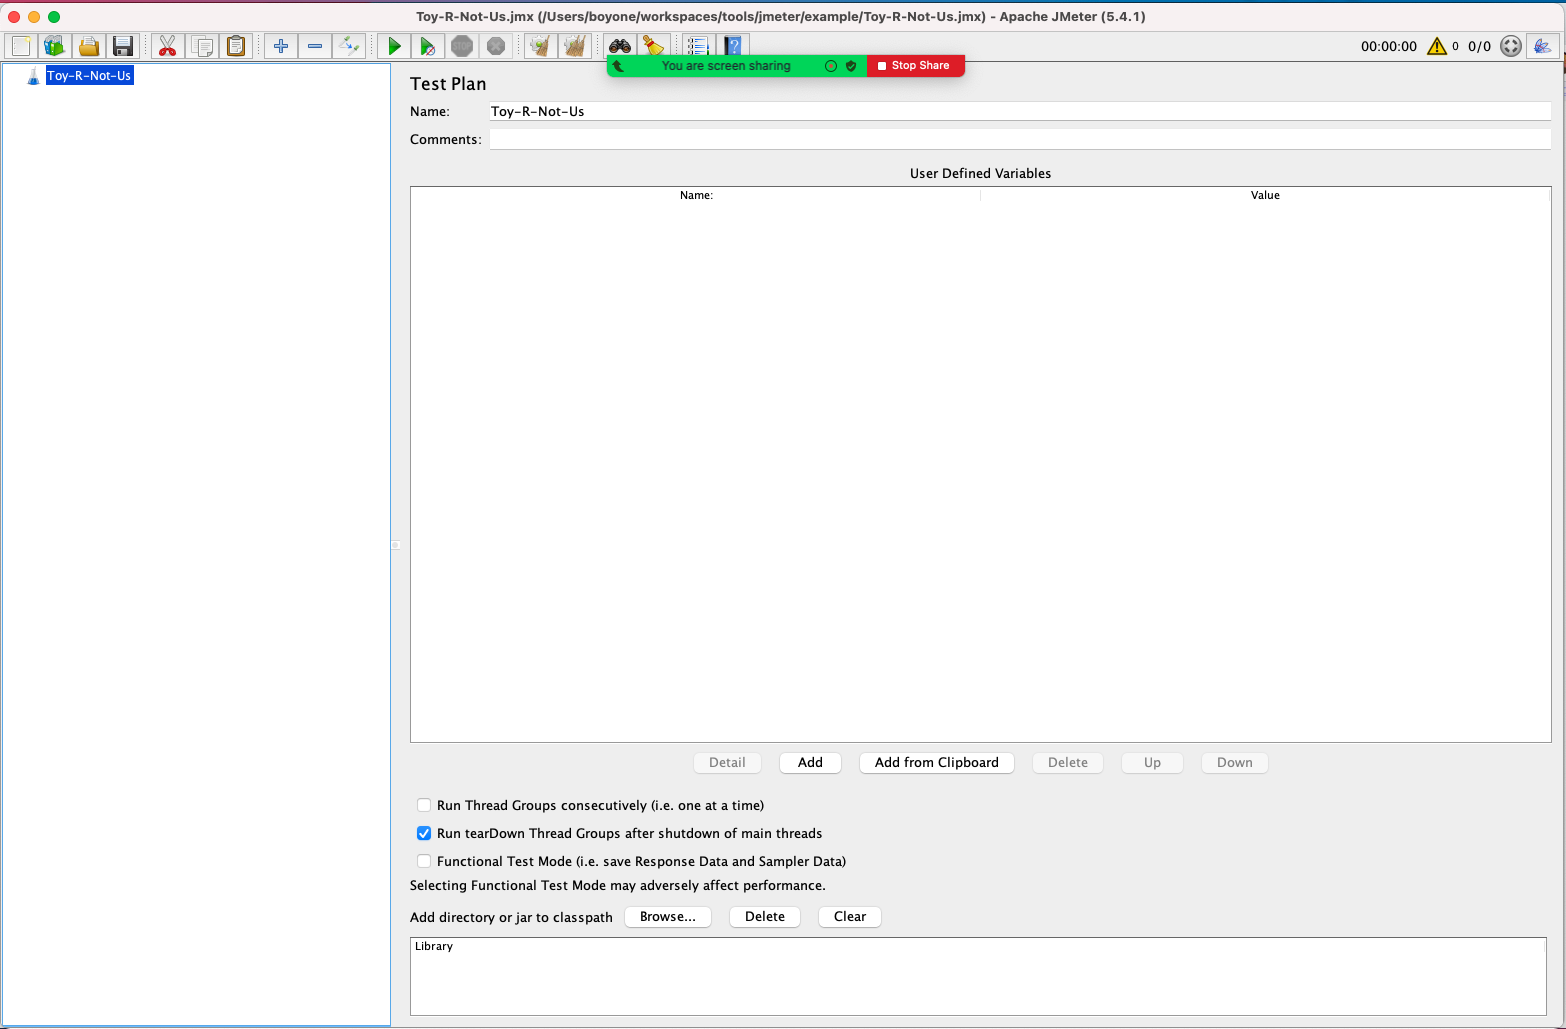 Toy-R-Not-Us.jmx (/Users/boyone/workspaces/tools/jmeter/example/Toy-R-Not-Us.jmx) - Apache JMeter (5.4.1)
STOP
00:00:00 0 0/0
You are screen sharing Stop Share
Toy-R-Not-Us
Test Plan
Name: Toy-R-Not-Us
Comments:
User Defined Variables
Name: Value
Detail Add Add from Clipboard Delete Up Down
Run Thread Groups consecutively (i.e. one at a time)
Run tearDown Thread Groups after shutdown of main threads
Functional Test Mode (i.e. save Response Data and Sampler Data)
Selecting Functional Test Mode may adversely affect performance.
Add directory or jar to classpath Browse... Delete Clear
Library